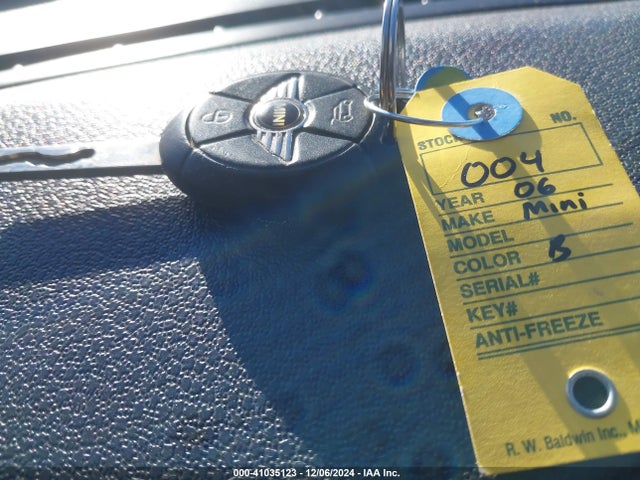 MINI
STOCK NO.
004
YEAR 06
MAKE Mini
MODEL
COLOR B
SERIAL#
KEY#
ANTI-FREEZE
R. W. Baldwin Inc.,
000-41035123 - 12/06/2024 - IAA Inc.